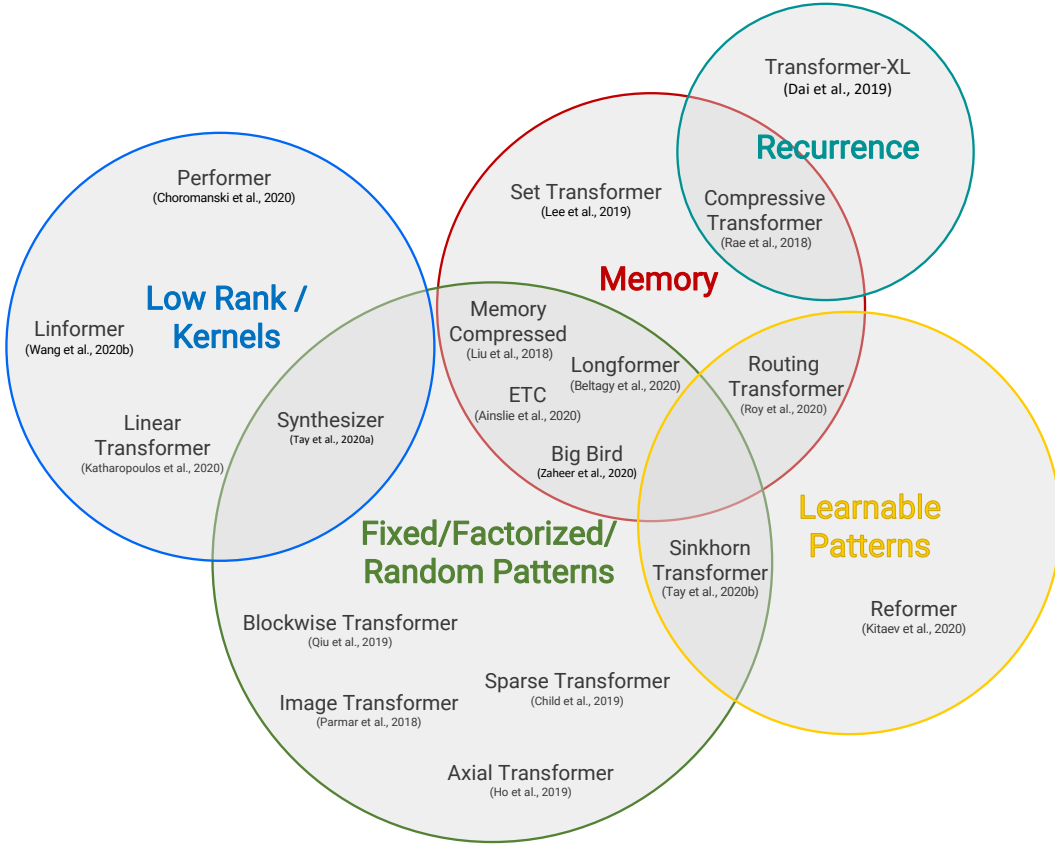 Transformer-XL
(Dai et al., 2019)
Recurrence
Compressive
Transformer
(Rae et al., 2018)
Performer
(Choromanski et al., 2020)
Set Transformer
(Lee et al., 2019)
Memory
Low Rank /
Kernels
Linformer
(Wang et al., 2020b)
Memory
Compressed
(Liu et al., 2018)
Longformer
(Beltagy et al., 2020)
Routing
Transformer
(Roy et al., 2020)
ETC
(Ainslie et al., 2020)
Linear
Transformer
(Katharopoulos et al., 2020)
Synthesizer
(Tay et al., 2020a)
Big Bird
(Zaheer et al., 2020)
Fixed/Factorized/
Random Patterns
Learnable
Patterns
Sinkhorn
Transformer
(Tay et al., 2020b)
Reformer
(Kitaev et al., 2020)
Blockwise Transformer
(Qiu et al., 2019)
Sparse Transformer
(Child et al., 2019)
Image Transformer
(Parmar et al., 2018)
Axial Transformer
(Ho et al., 2019)